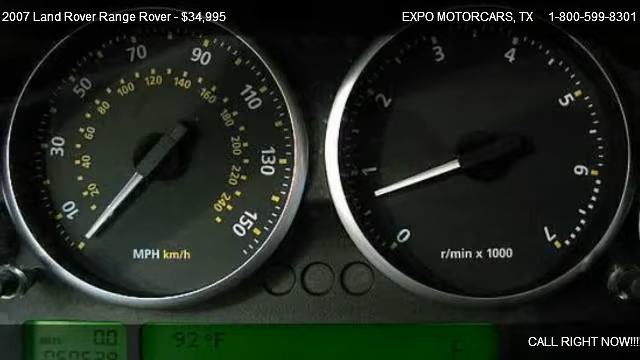 2007 Land Rover Range Rover - $34,995
EXPO MOTORCARS, TX 1-800-599-8301
10 30 50 70 90 110 130 150
20 40 60 80 100 120 140 160 180 200 220 240
MPH km/h
0 1 2 3 4 5 6 7
r/min x 1000
0.0
92°F
CALL RIGHT NOW!!!